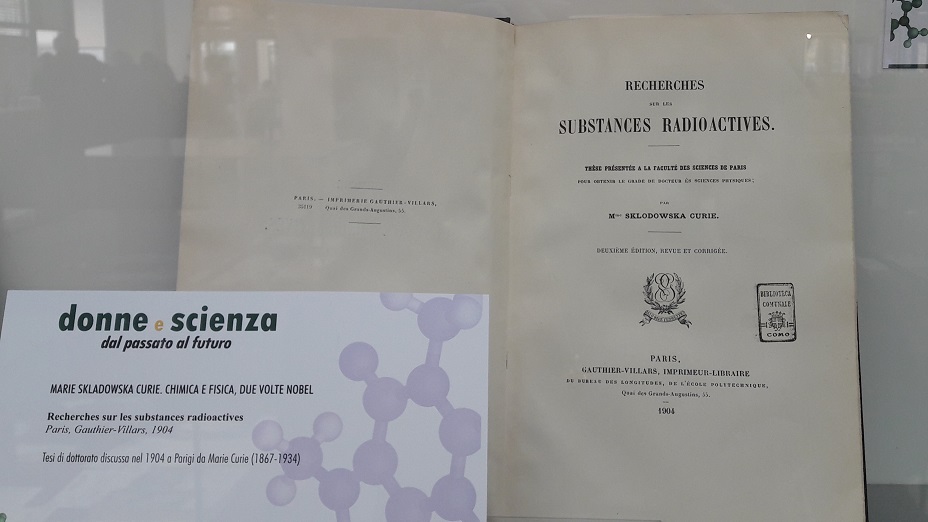 PARIS. — IMPRIMERIE GAUTHIER-VILLARS,
35119 Quai des Grands-Augustins, 55.
RECHERCHES
SUR LES
SUBSTANCES RADIOACTIVES.
THÈSE PRÉSENTÉE A LA FACULTÉ DES SCIENCES DE PARIS
POUR OBTENIR LE GRADE DE DOCTEUR ÈS SCIENCES PHYSIQUES;
PAR
Mme SKLODOWSKA CURIE.
DEUXIÈME ÉDITION, REVUE ET CORRIGÉE.
BIBLIOTECA
COMUNALE
COMO
PARIS,
GAUTHIER-VILLARS, IMPRIMEUR-LIBRAIRE
DU BUREAU DES LONGITUDES, DE L'ÉCOLE POLYTECHNIQUE,
Quai des Grands-Augustins, 55.
1904
donne e scienza
dal passato al futuro
MARIE SKLADOWSKA CURIE. CHIMICA E FISICA, DUE VOLTE NOBEL
Recherches sur les substances radioactives
Paris, Gauthier-Villars, 1904
Tesi di dottorato discussa nel 1904 a Parigi da Marie Curie (1867-1934)